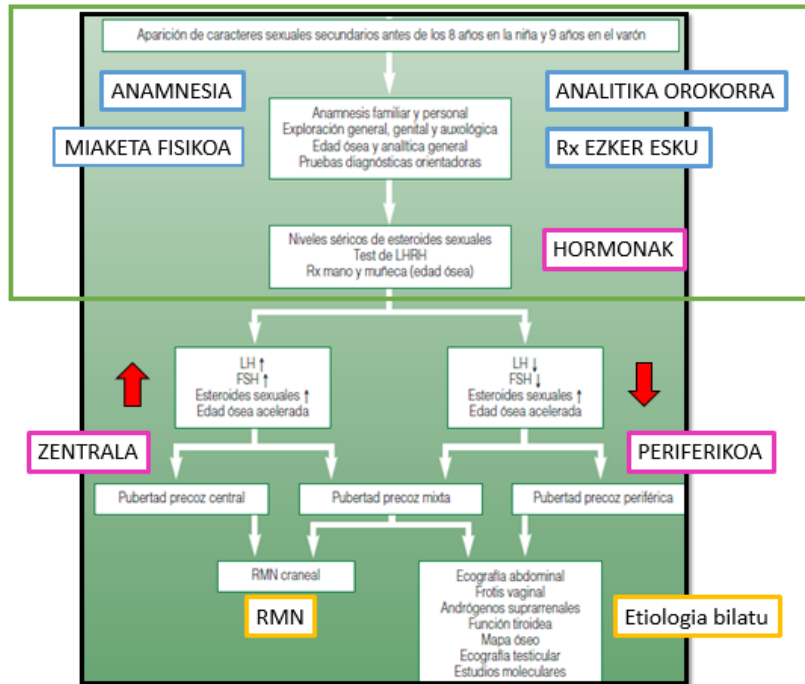 Aparición de caracteres sexuales secundarios antes de los 8 años en la niña y 9 años en el varón
ANAMNESIA
ANALITIKA OROKORRA
MIAKETA FISIKOA
Rx EZKER ESKU
Anamnesis familiar y personal
Exploración general, genital y auxológica
Edad ósea y analítica general
Pruebas diagnósticas orientadoras
Niveles séricos de esteroides sexuales
Test de LHRH
Rx mano y muñeca (edad ósea)
HORMONAK
LH ↑
FSH ↑
Esteroides sexuales ↑
Edad ósea acelerada
LH ↓
FSH ↓
Esteroides sexuales ↑
Edad ósea acelerada
ZENTRALA
PERIFERIKOA
Pubertad precoz central
Pubertad precoz mixta
Pubertad precoz periférica
RMN craneal
RMN
Ecografía abdominal
Frotis vaginal
Andrógenos suprarrenales
Función tiroidea
Mapa óseo
Ecografía testicular
Estudios moleculares
Etiologia bilatu